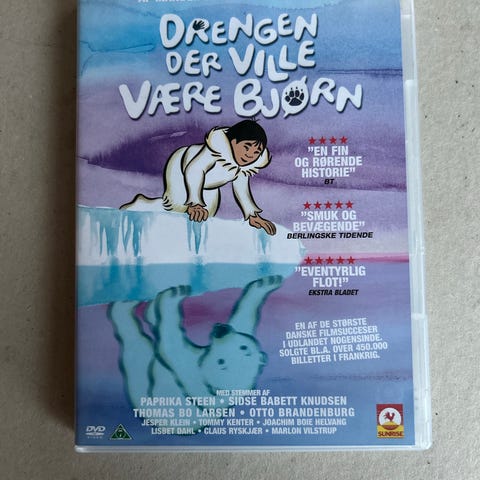 DRENGEN
DER VILLE
VÆRE BJØRN
"EN FIN
OG RØRENDE
HISTORIE"
BT
"SMUK OG
BEVÆGENDE"
BERLINGSKE TIDENDE
"EVENTYRLIG
FLOT!"
EKSTRA BLADET
EN AF DE STØRSTE
DANSKE FILMSUCCESER
I UDLANDET NOGENSINDE.
SOLGTE BL.A. OVER 450.000
BILLETTER I FRANKRIG.
MED STEMMER AF
PAPRIKA STEEN • SIDSE BABETT KNUDSEN
THOMAS BO LARSEN • OTTO BRANDENBURG
JESPER KLEIN • TOMMY KENTER • JOACHIM BOIE HELVANG
LISBET DAHL • CLAUS RYSKJÆR • MARLON VILSTRUP
DVD
VIDEO
SUNRISE